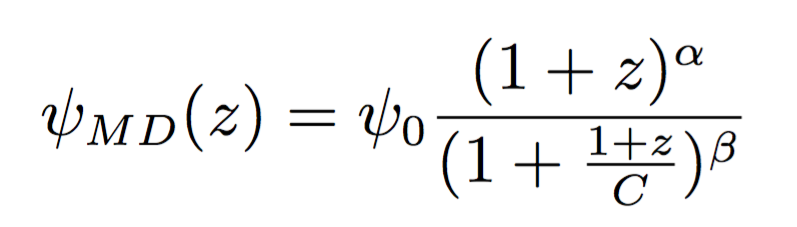 ψ_{MD}(z) = ψ_0 \frac{(1 + z)^α}{(1 + \frac{1+z}{C})^β}